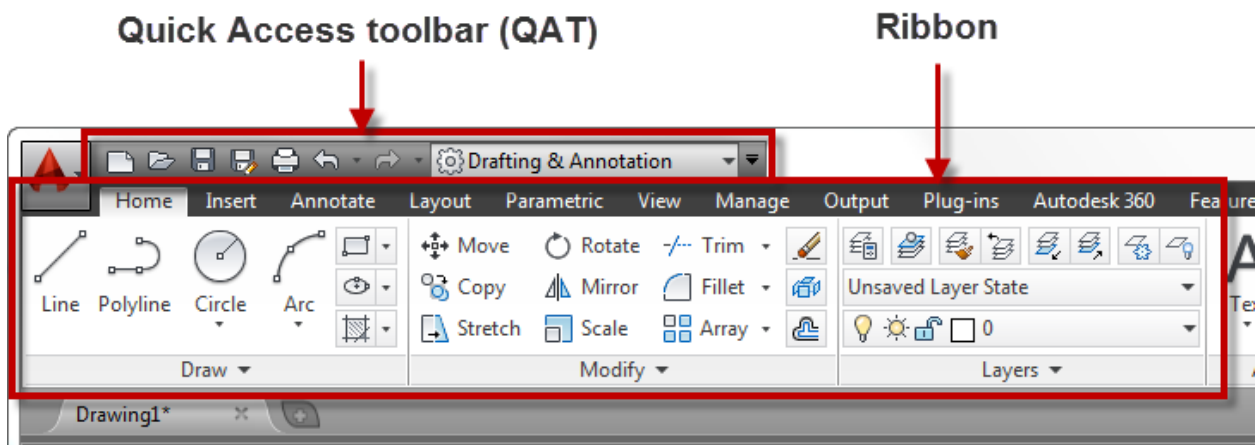 Quick Access toolbar (QAT) Ribbon
Drafting & Annotation
Home Insert Annotate Layout Parametric View Manage Output Plug-ins Autodesk 360 Feature
Line Polyline Circle Arc
Move Rotate Trim
Copy Mirror Fillet
Stretch Scale Array
Unsaved Layer State
0
Draw Modify Layers
Drawing1*